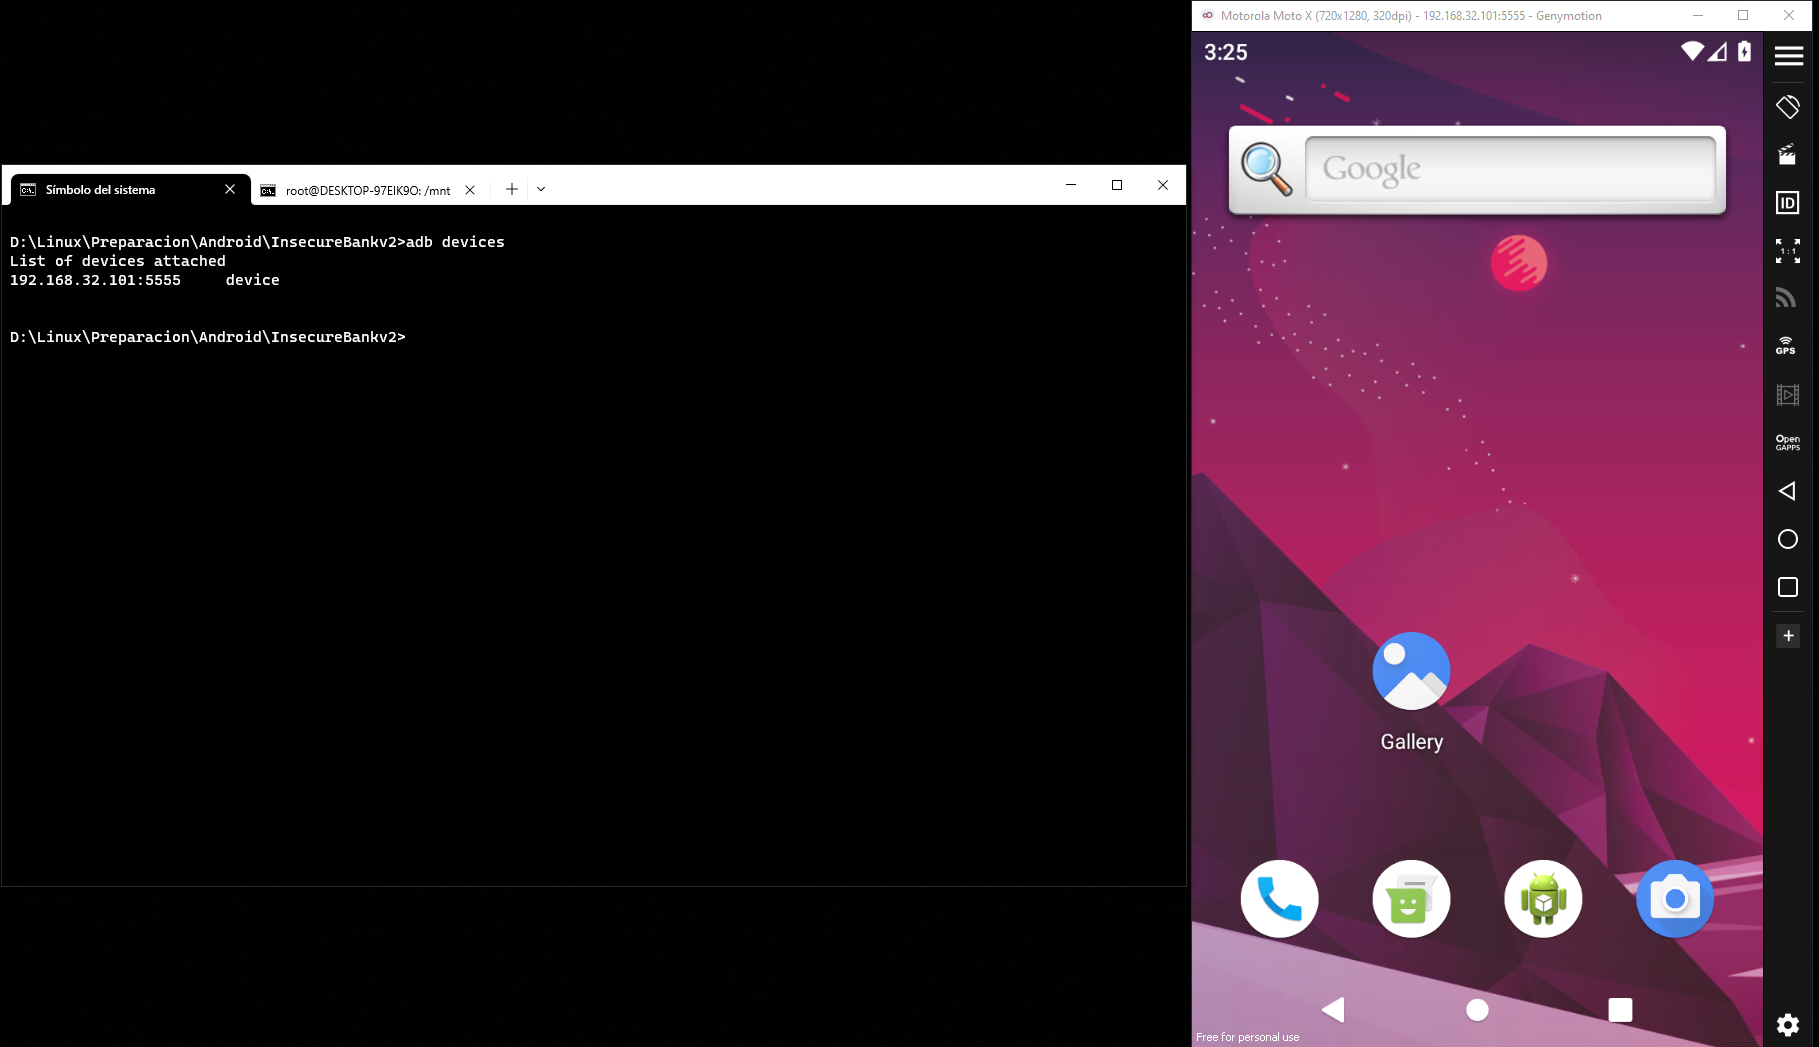 Símbolo del sistema
root@DESKTOP-97EIK9O: /mnt
D:\Linux\Preparacion\Android\InsecureBankv2>adb devices
List of devices attached
192.168.32.101:5555     device
D:\Linux\Preparacion\Android\InsecureBankv2>
Motorola Moto X (720x1280, 320dpi) - 192.168.32.101:5555 - Genymotion
3:25
Google
ID
1:1
GPS
Open
GAPPS
Gallery
Free for personal use